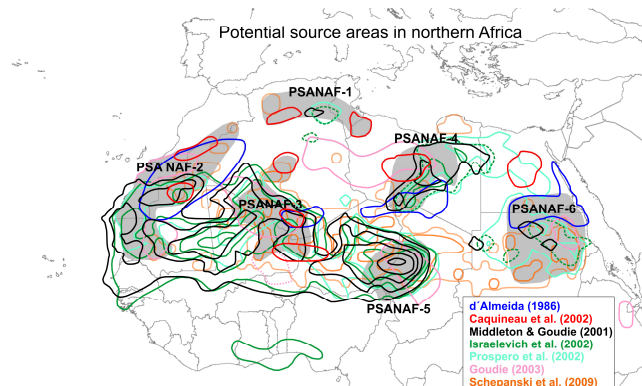 Potential source areas in northern Africa
PSANAF-1
PSANAF-4
PSA NAF-2
PSANAF-3
PSANAF-6
PSANAF-5
d´Almeida (1986)
Caquineau et al. (2002)
Middleton & Goudie (2001)
Israelevich et al. (2002)
Prospero et al. (2002)
Goudie (2003)
Schepanski et al. (2009)